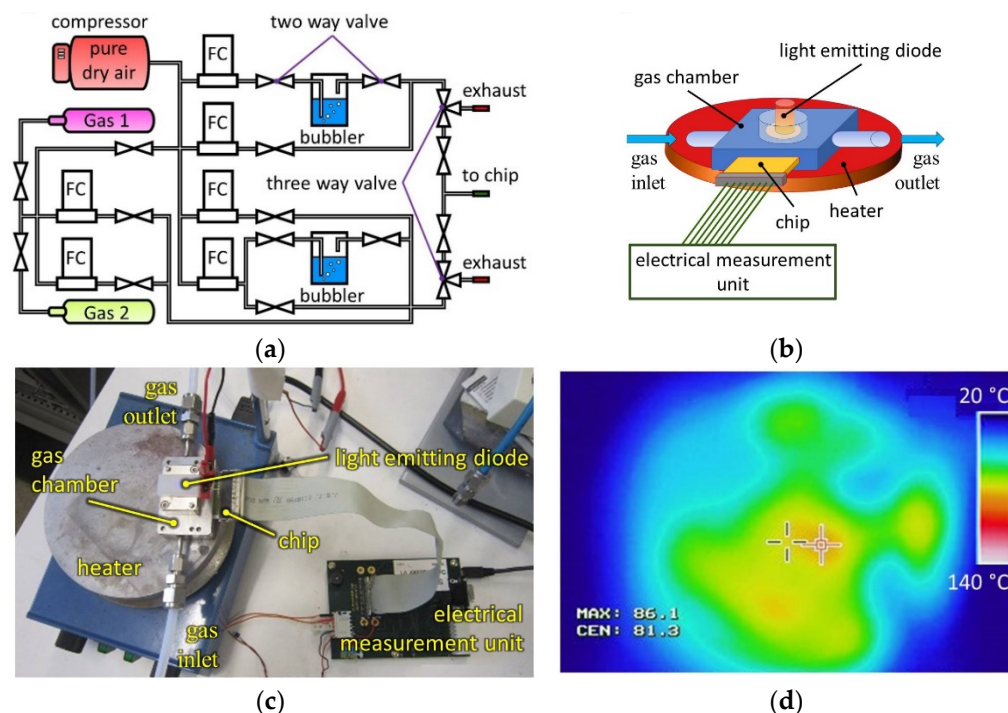 compressor
pure
dry air
FC
two way valve
bubbler
exhaust
Gas 1
FC
FC
three way valve
to chip
FC
FC
FC
bubbler
exhaust
Gas 2
(a)
light emitting diode
gas chamber
gas
inlet
gas
outlet
chip
heater
electrical measurement
unit
(b)
gas
outlet
gas
chamber
light emitting diode
chip
heater
electrical
measurement unit
gas
inlet
(c)
20 °C
140 °C
MAX: 86.1
CEN: 81.3
(d)